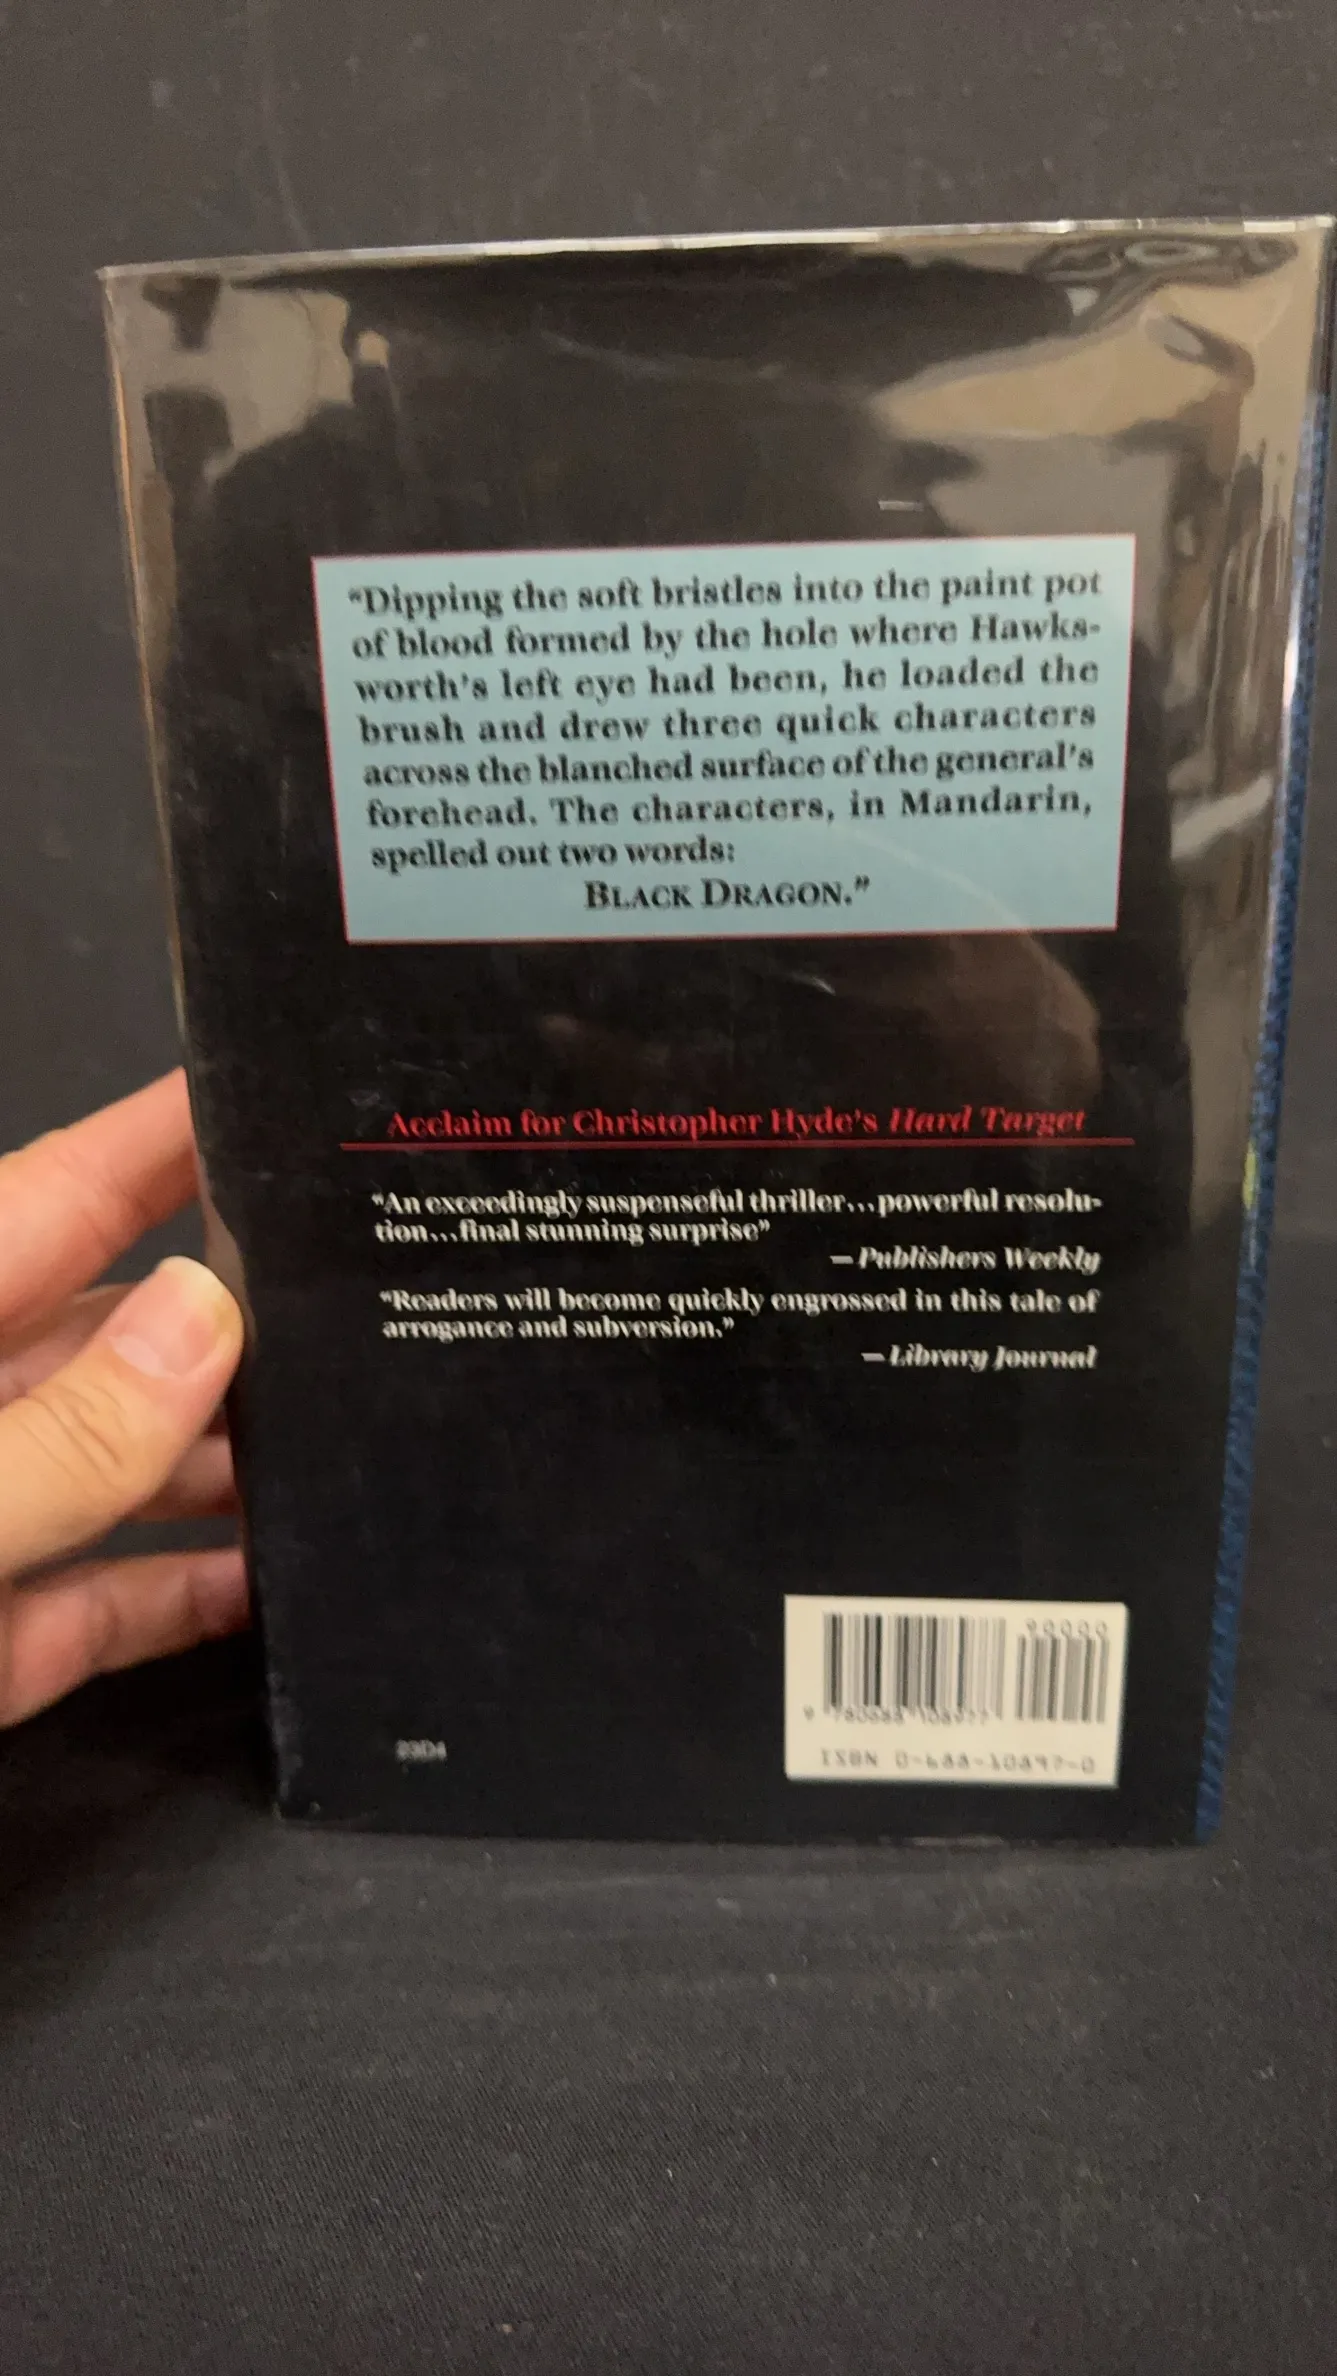 "Dipping the soft bristles into the paint pot
of blood formed by the hole where Hawks-
worth's left eye had been, he loaded the
brush and drew three quick characters
across the blanched surface of the general's
forehead. The characters, in Mandarin,
spelled out two words:
BLACK DRAGON."
Acclaim for Christopher Hyde's Hard Target
"An exceedingly suspenseful thriller...powerful resolu-
tion...final stunning surprise"
—Publishers Weekly
"Readers will become quickly engrossed in this tale of
arrogance and subversion."
—Library Journal
90000
9 780688 108977
ISBN 0-688-10897-0